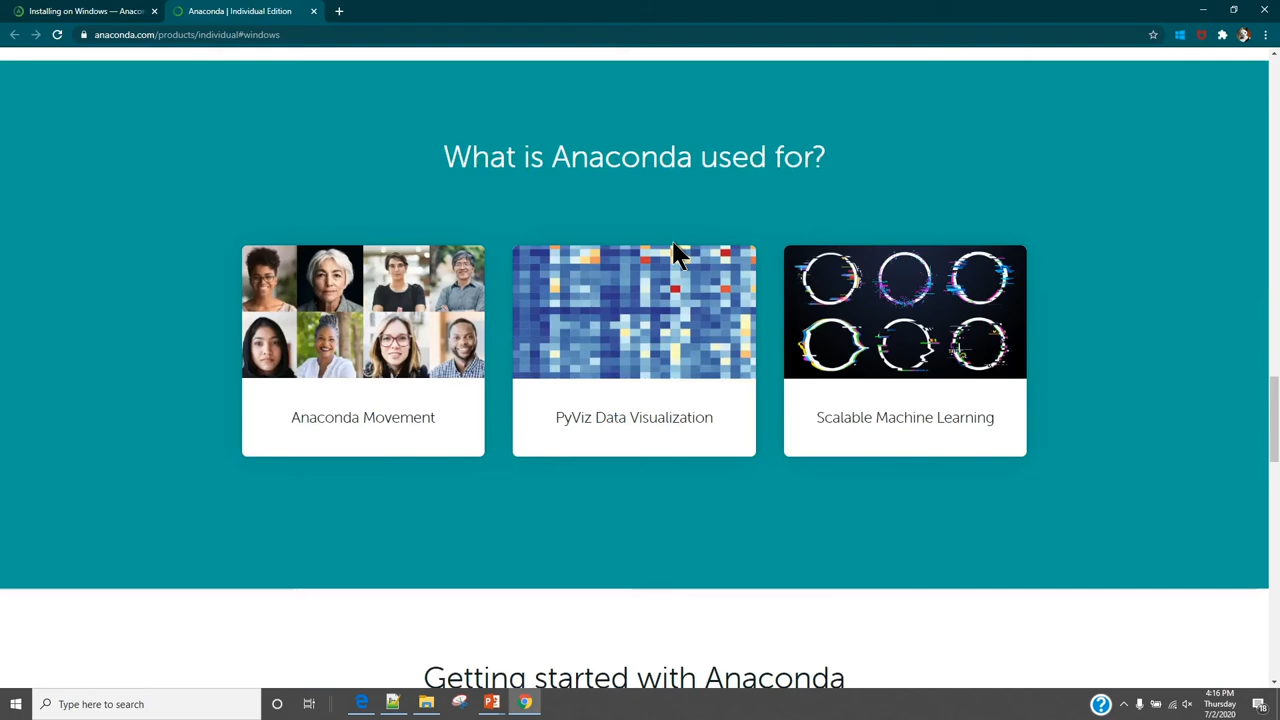 Installing on Windows — Anacon
Anaconda | Individual Edition
anaconda.com/products/individual#windows
What is Anaconda used for?
Anaconda Movement
PyViz Data Visualization
Scalable Machine Learning
Getting started with Anaconda
Type here to search
4:16 PM
Thursday
7/2/2020
18